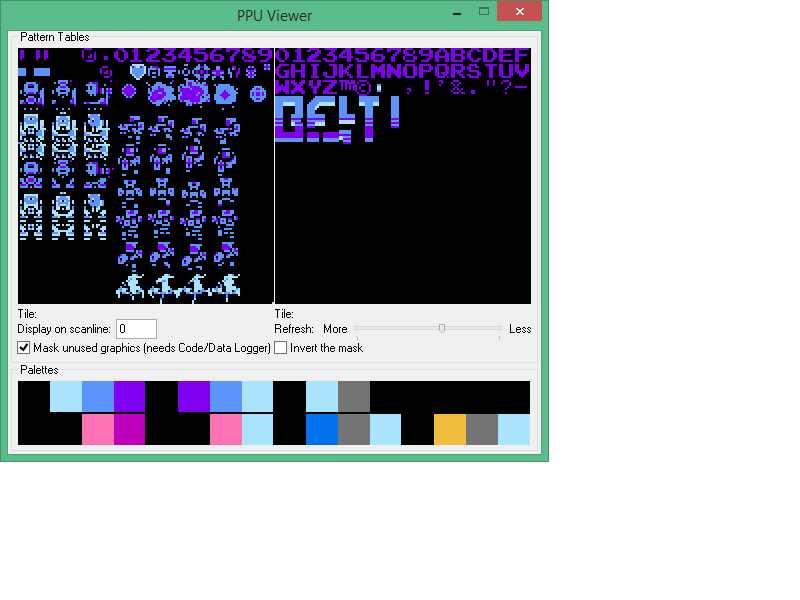 PPU Viewer
Pattern Tables
.0123456789
0123456789ABCDEF
GHIJKLMNOPQRSTUV
WXYZ™©. ,!'&."?-
Tile:
Tile:
Display on scanline: 0
Refresh: More Less
Mask unused graphics (needs Code/Data Logger)
Invert the mask
Palettes